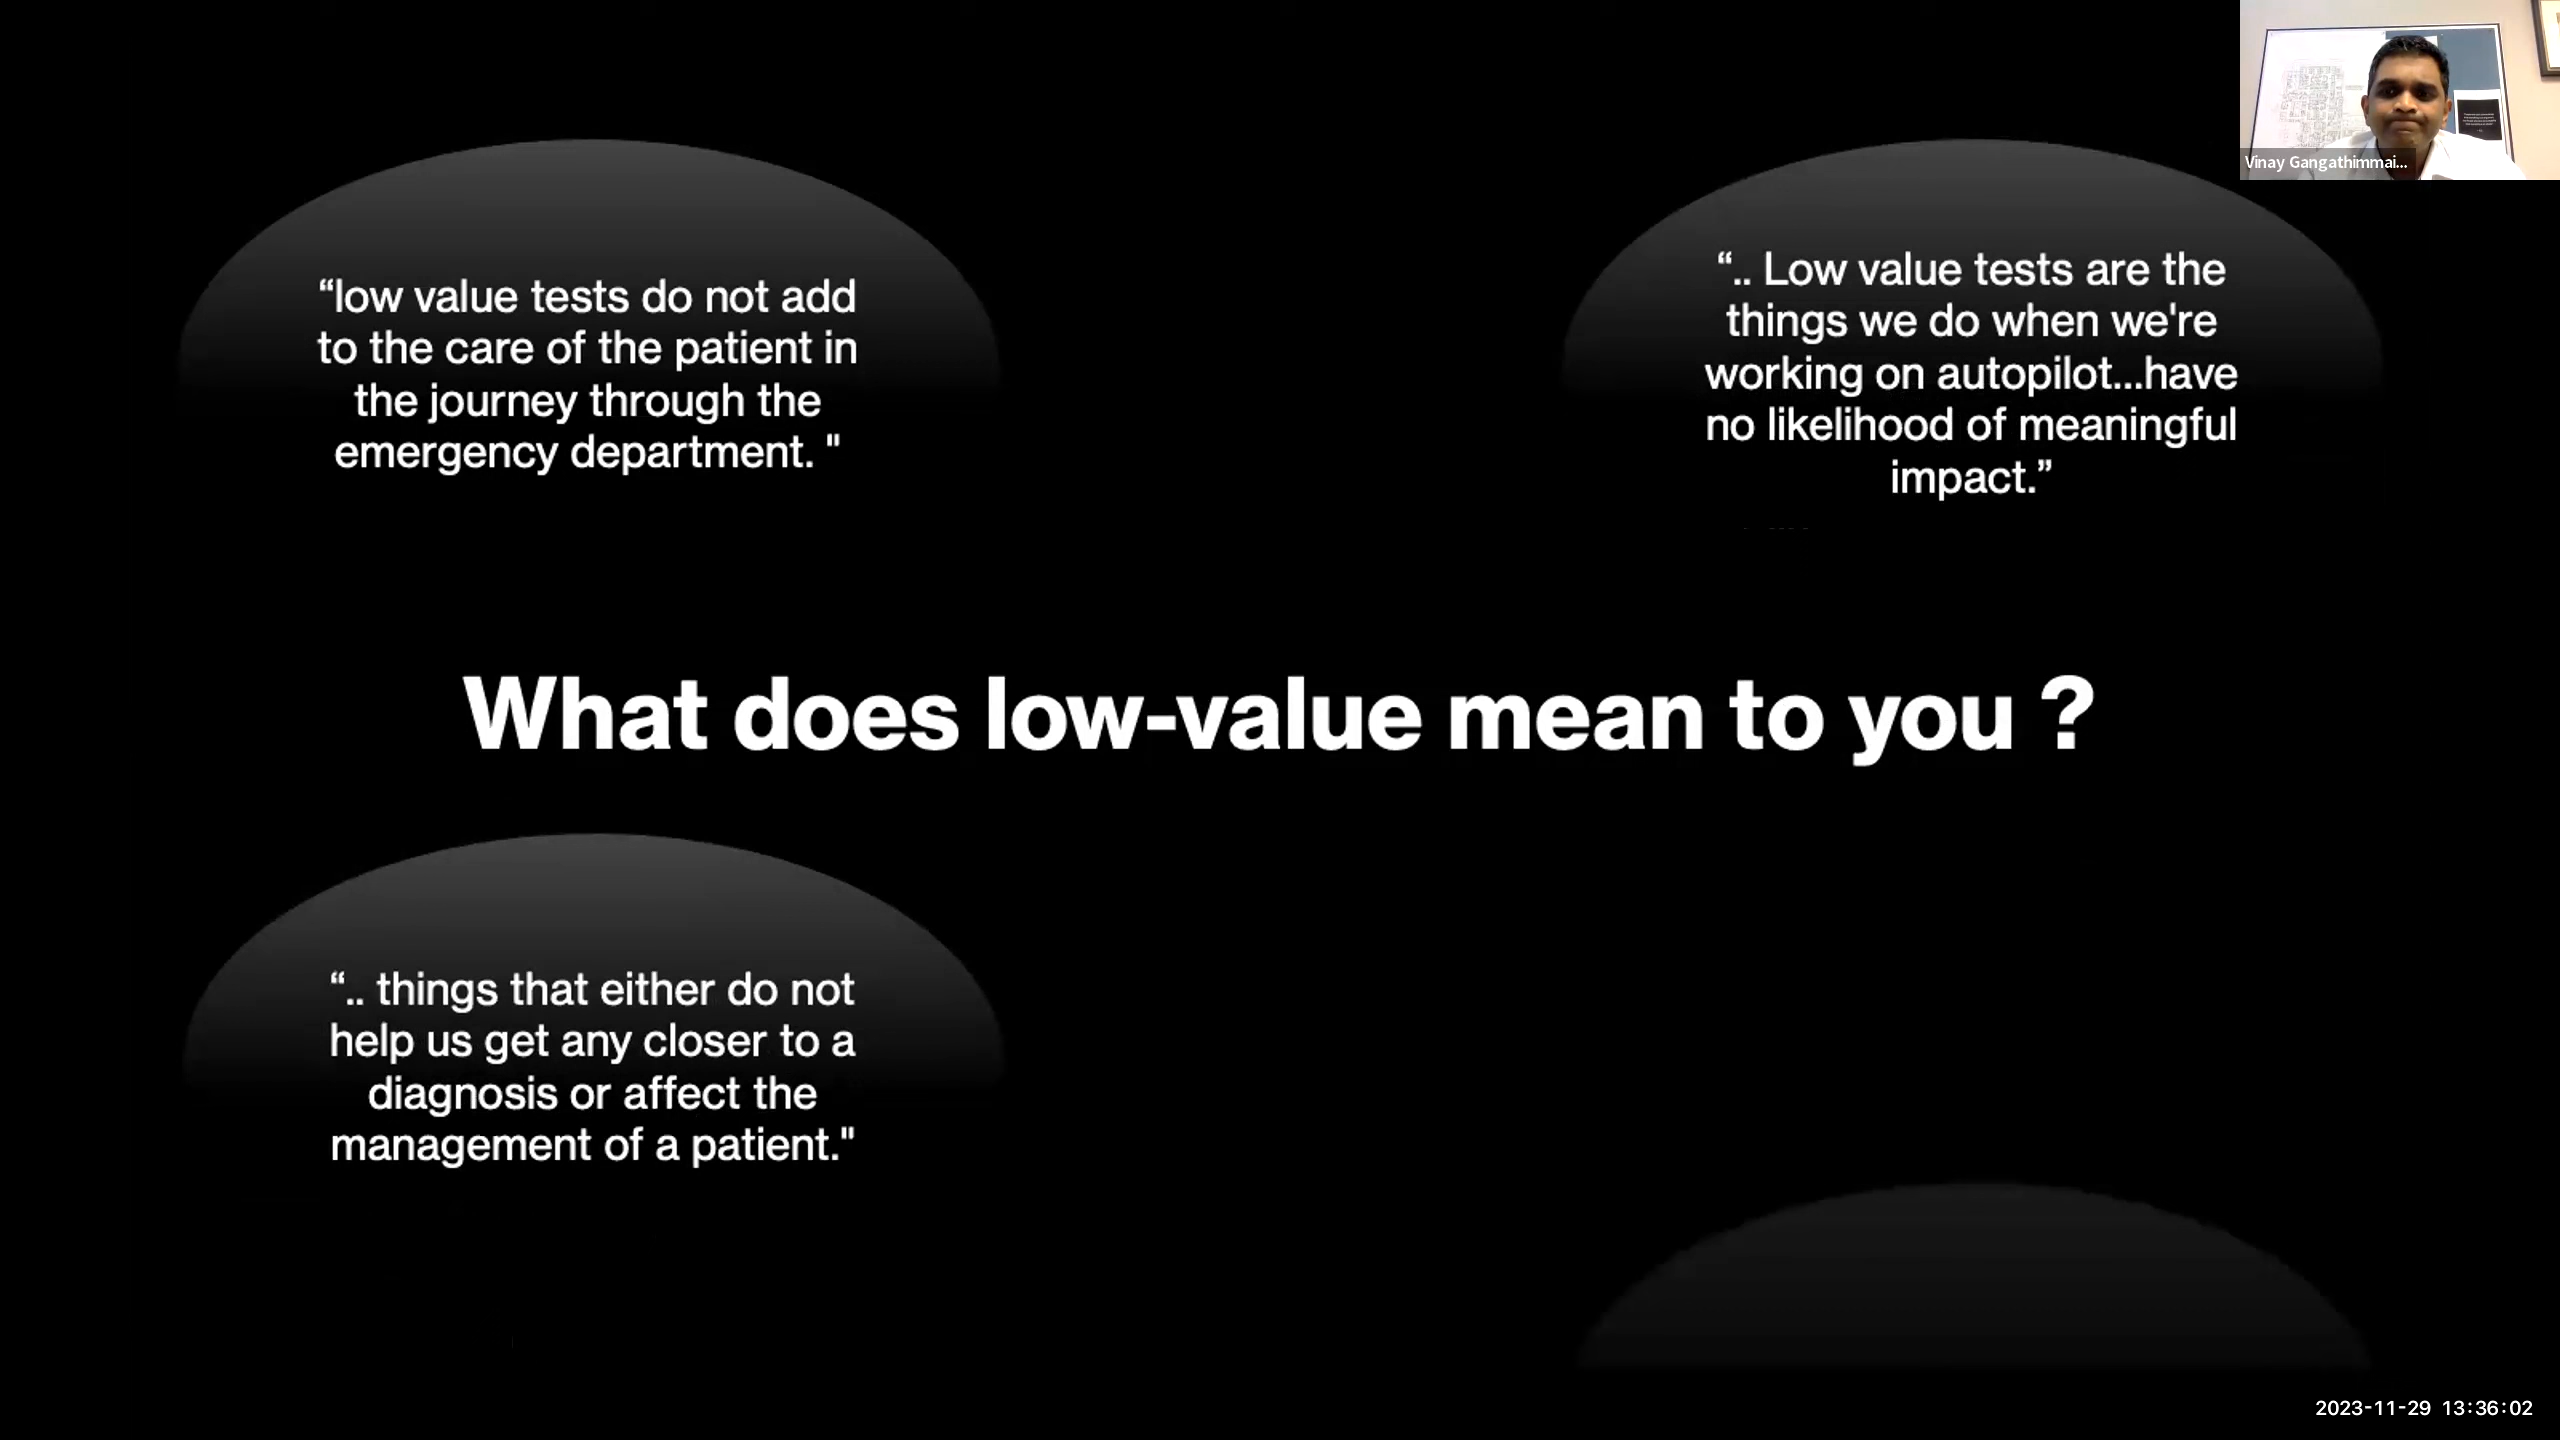 Vinay Gangathimmai...
“low value tests do not add
to the care of the patient in
the journey through the
emergency department. "
“.. Low value tests are the
things we do when we're
working on autopilot...have
no likelihood of meaningful
impact.”
What does low-value mean to you ?
“.. things that either do not
help us get any closer to a
diagnosis or affect the
management of a patient."
2023-11-29 13:36:02